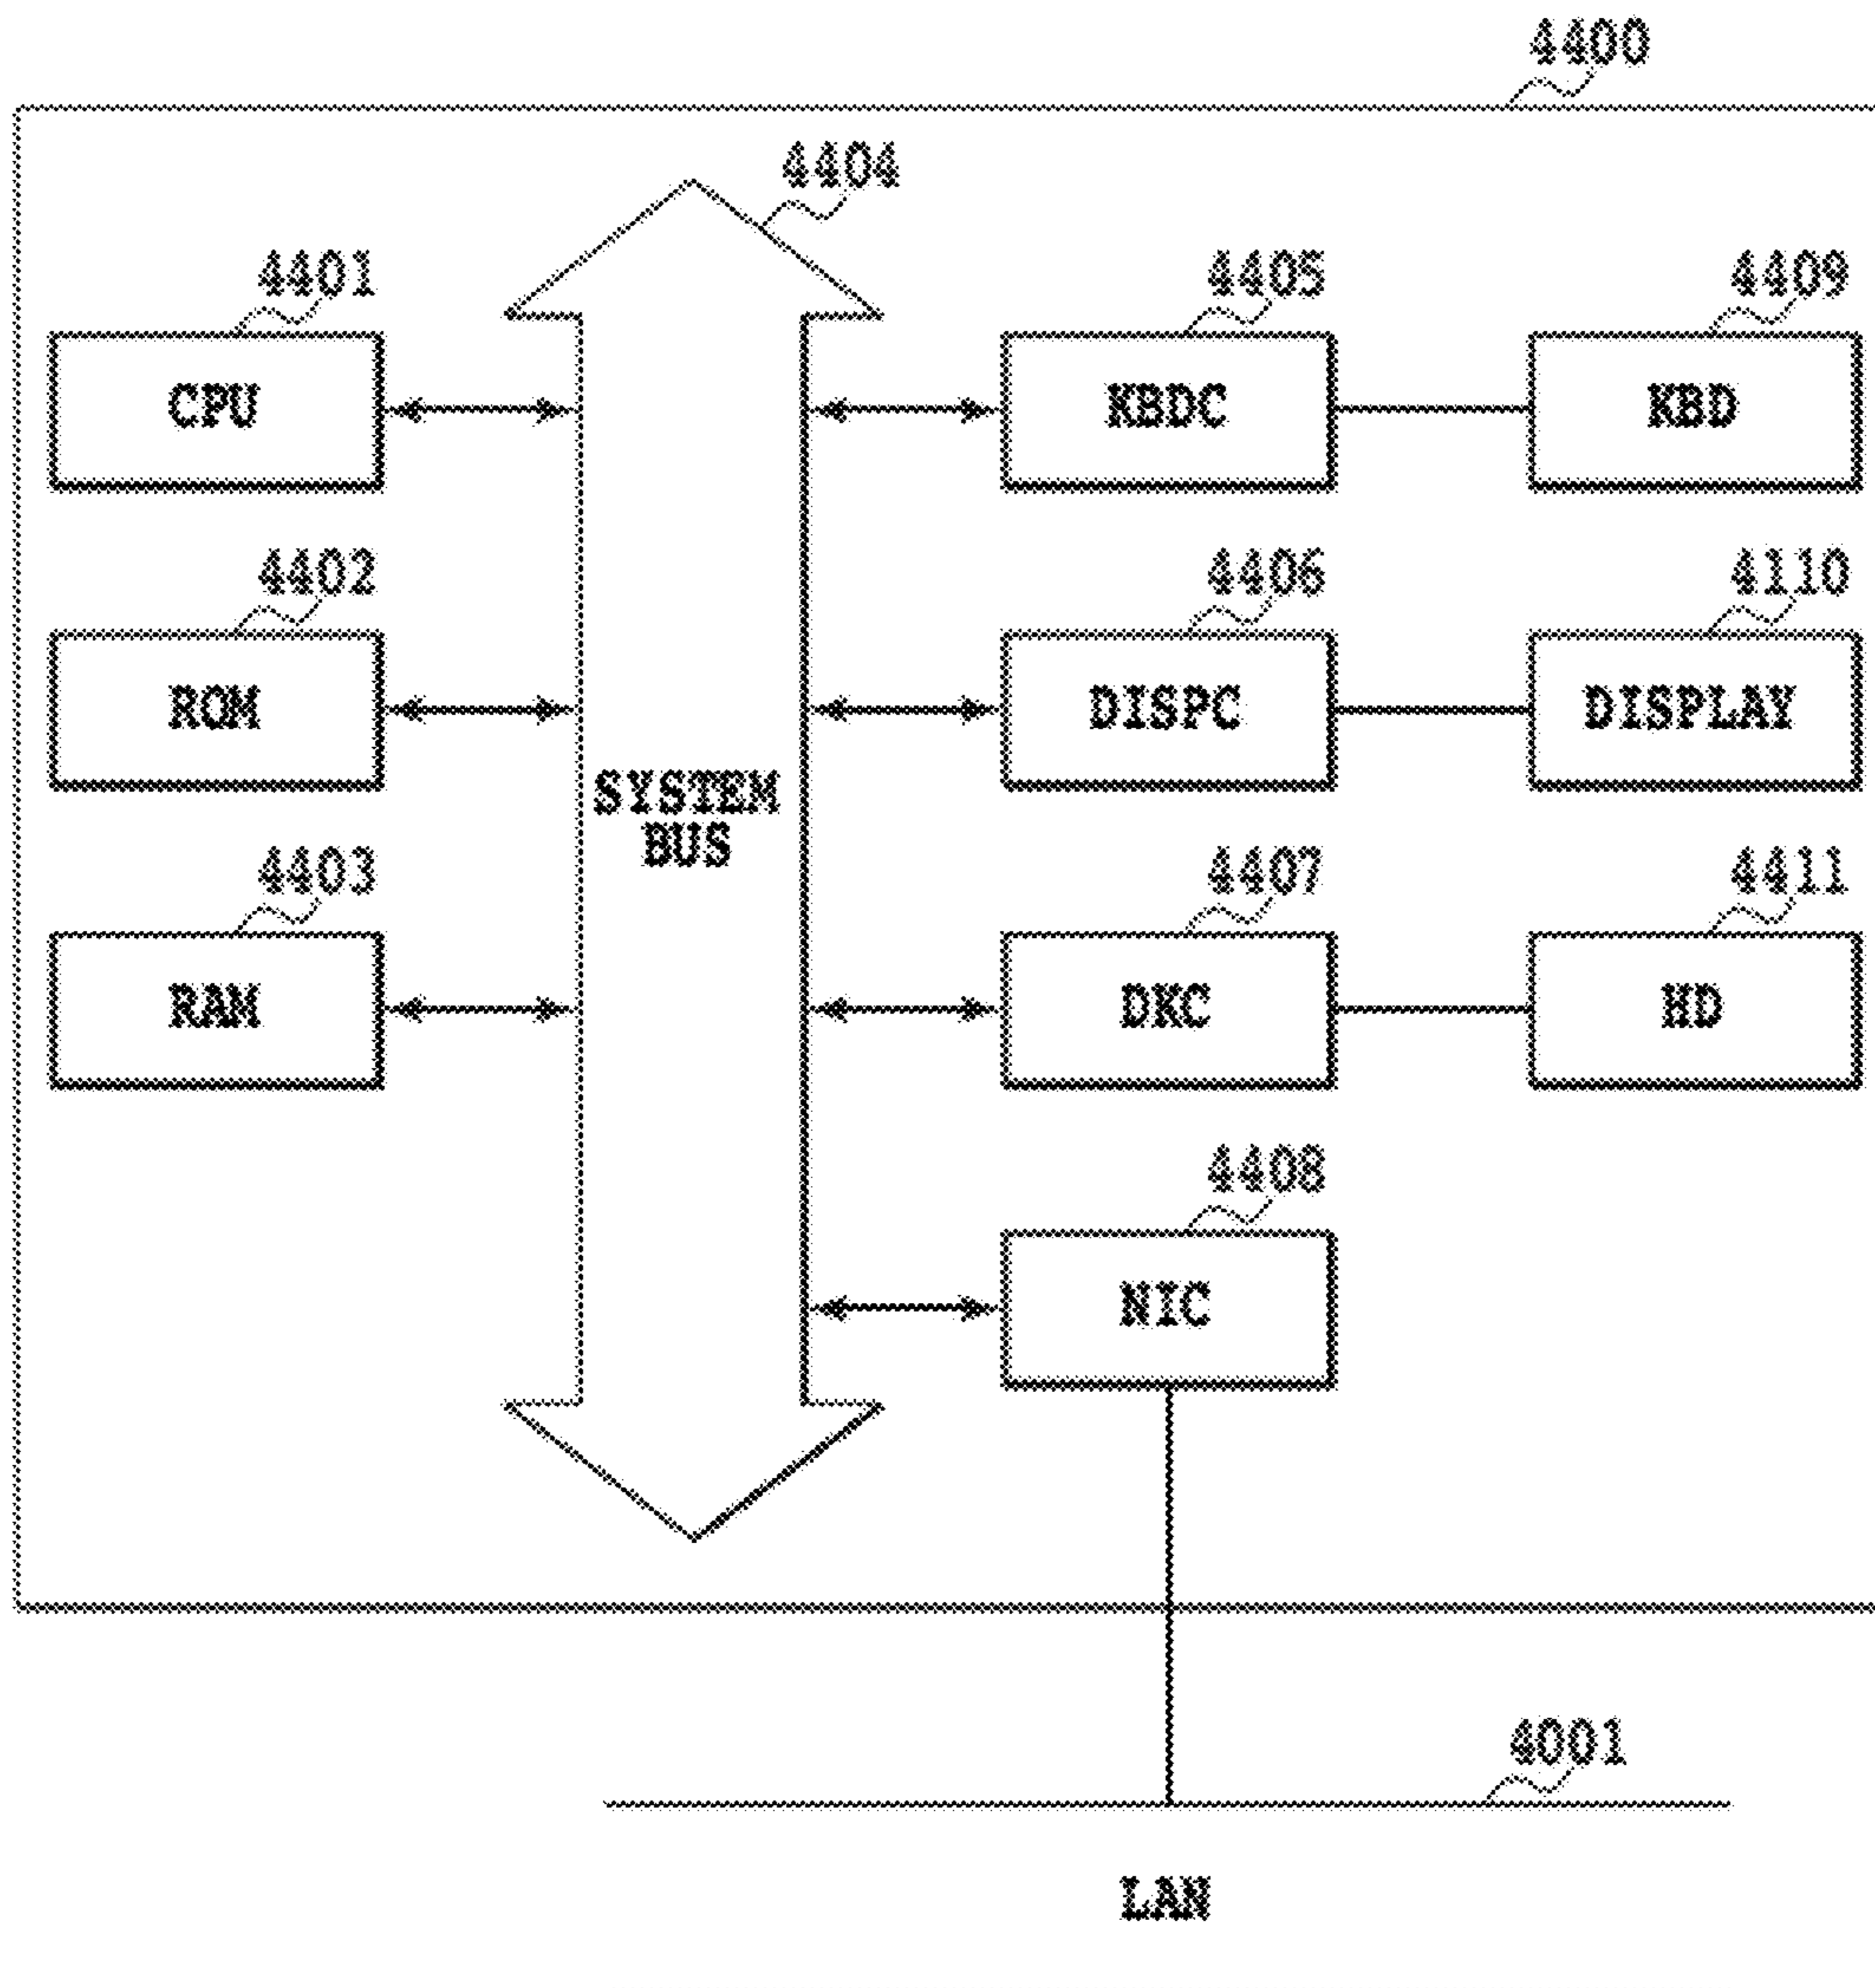 4400
4404
4401
4405
4409
CPU
KBDC
KBD
4402
4406
4110
ROM
DISPC
DISPLAY
SYSTEM
BUS
4403
4407
4411
RAM
DKC
HD
4408
NIC
4001
LAN